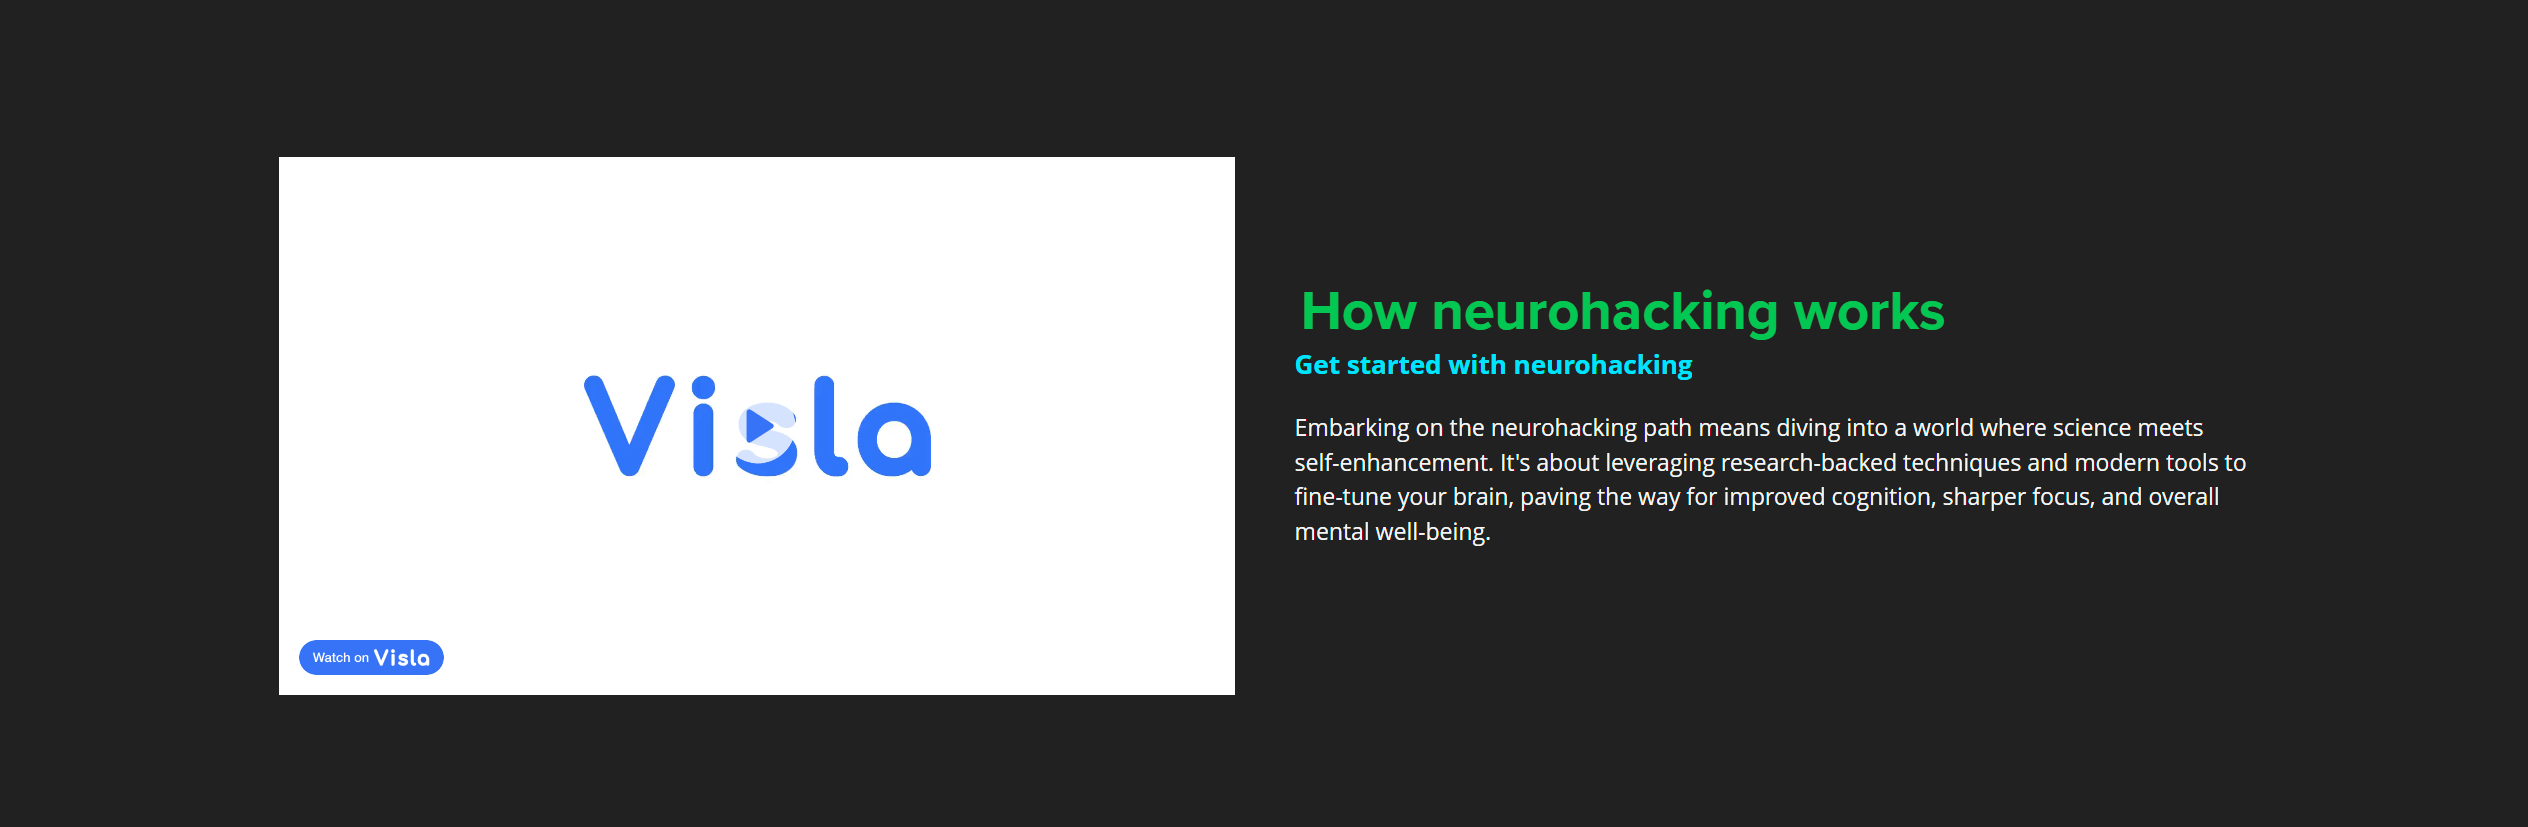 Visla
Watch on Visla
How neurohacking works
Get started with neurohacking
Embarking on the neurohacking path means diving into a world where science meets
self-enhancement. It's about leveraging research-backed techniques and modern tools to
fine-tune your brain, paving the way for improved cognition, sharper focus, and overall
mental well-being.